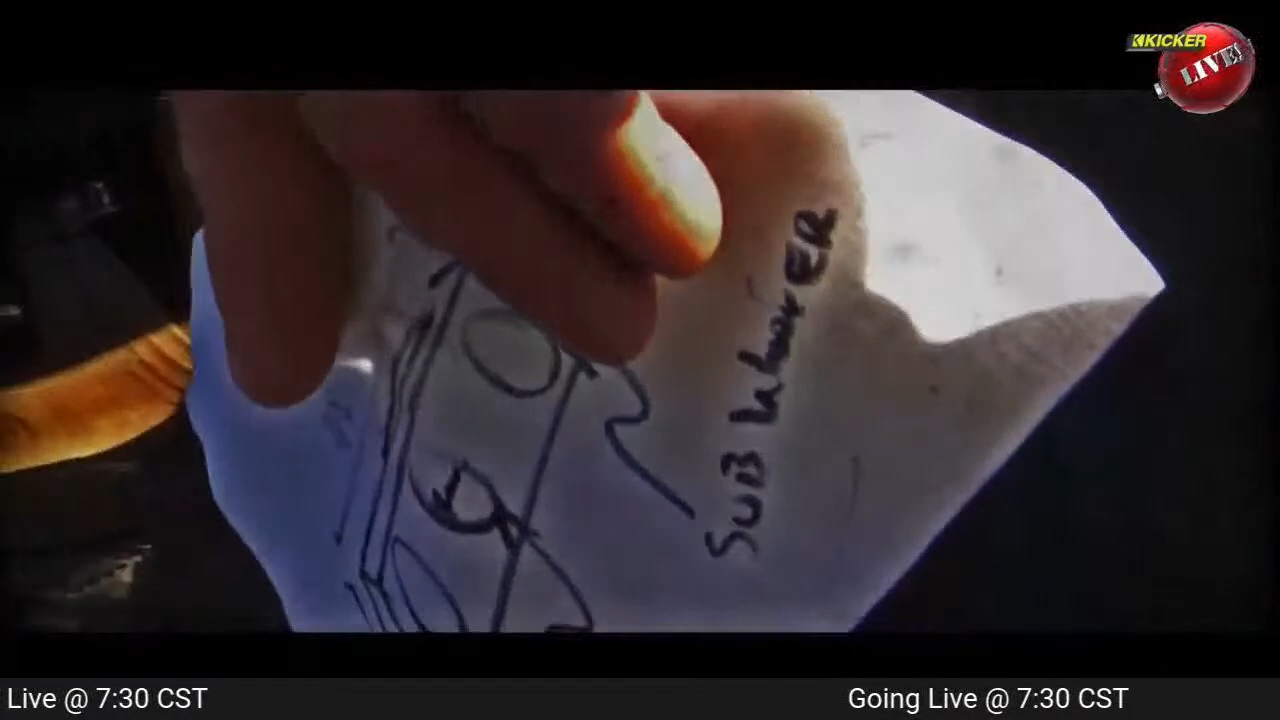 KICKER
LIVE!
SUB WOOFER
Live @ 7:30 CST
Going Live @ 7:30 CST